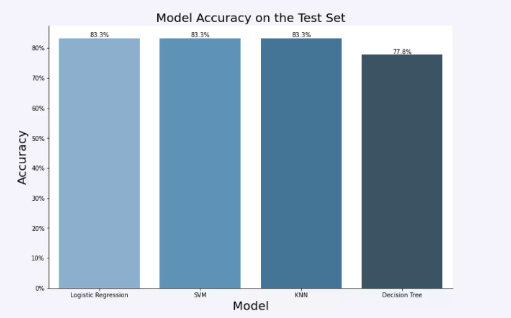 Model Accuracy on the Test Set
83.3%
83.3%
83.3%
77.8%
80%
70%
60%
50%
40%
30%
20%
10%
0%
Accuracy
Logistic Regression
SVM
KNN
Decision Tree
Model